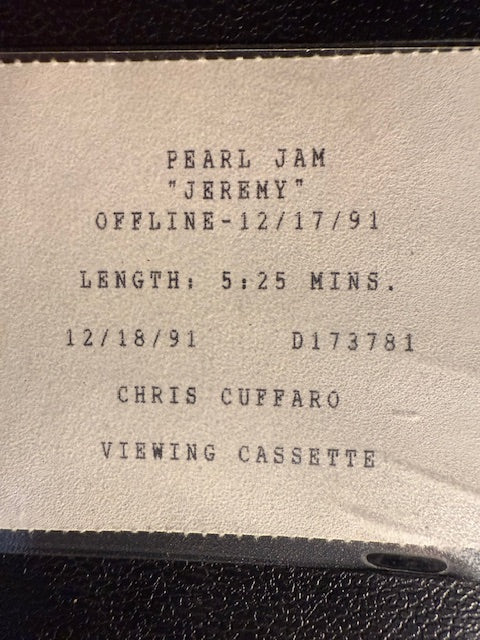 PEARL JAM
"JEREMY"
OFFLINE-12/17/91
LENGTH: 5:25 MINS.
12/18/91 D173781
CHRIS CUFFARO
VIEWING CASSETTE